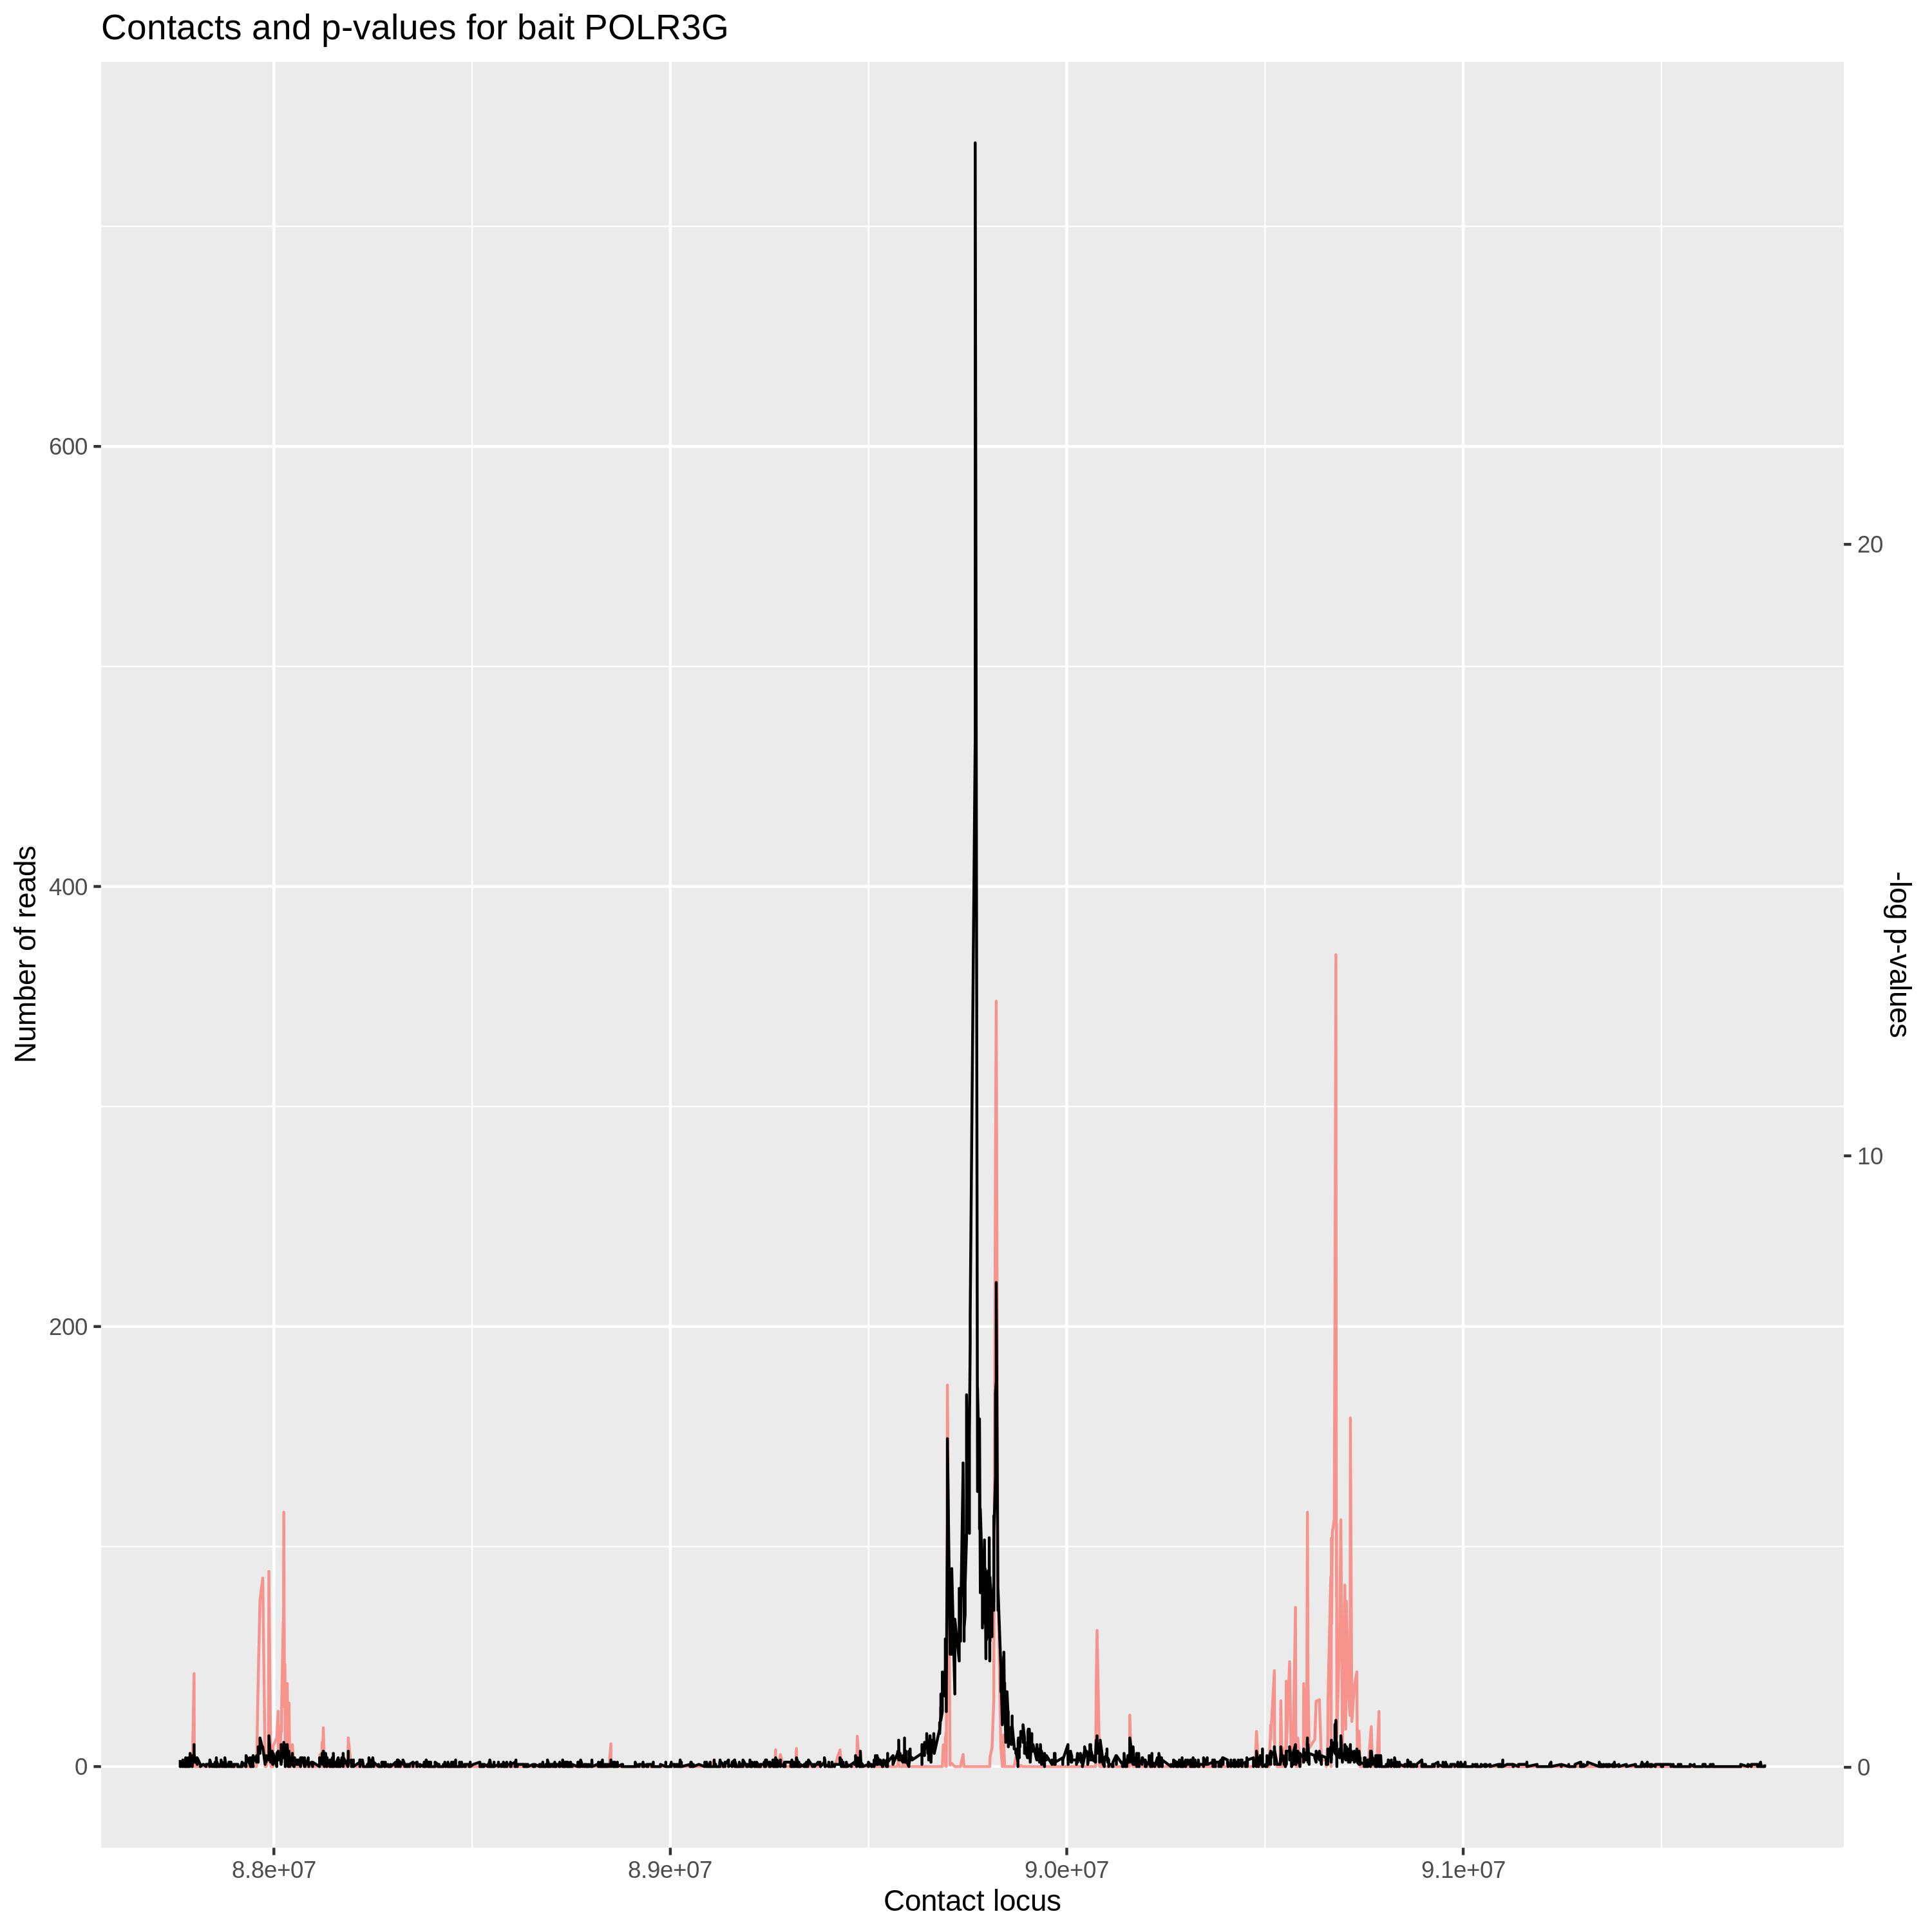 Contacts and p-values for bait POLR3G
600
400
200
0
Number of reads
20
10
0
-log p-values
8.8e+07
8.9e+07
9.0e+07
9.1e+07
Contact locus